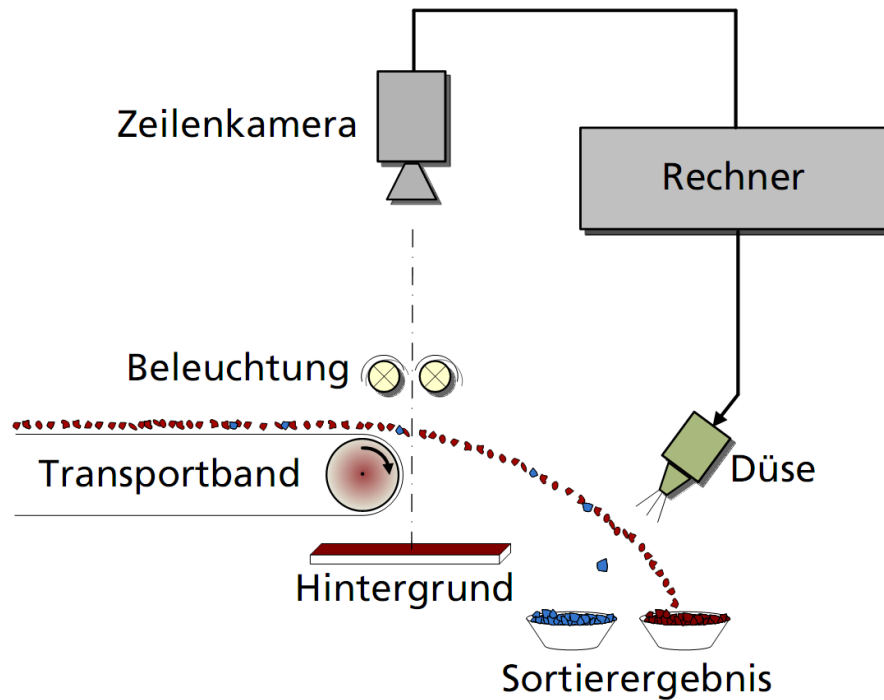 Zeilenkamera
Rechner
Beleuchtung
Transportband
Düse
Hintergrund
Sortierergebnis